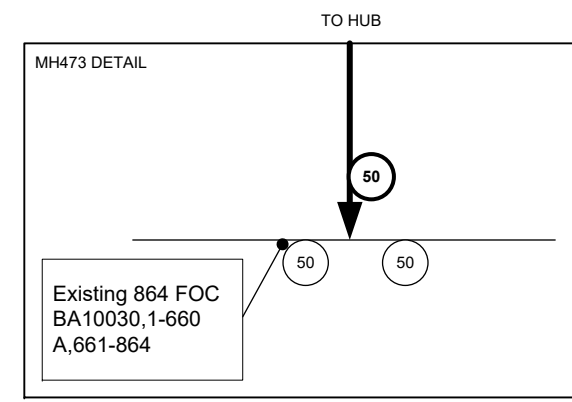 TO HUB
MH473 DETAIL
50
50 50
Existing 864 FOC
BA10030,1-660
A,661-864